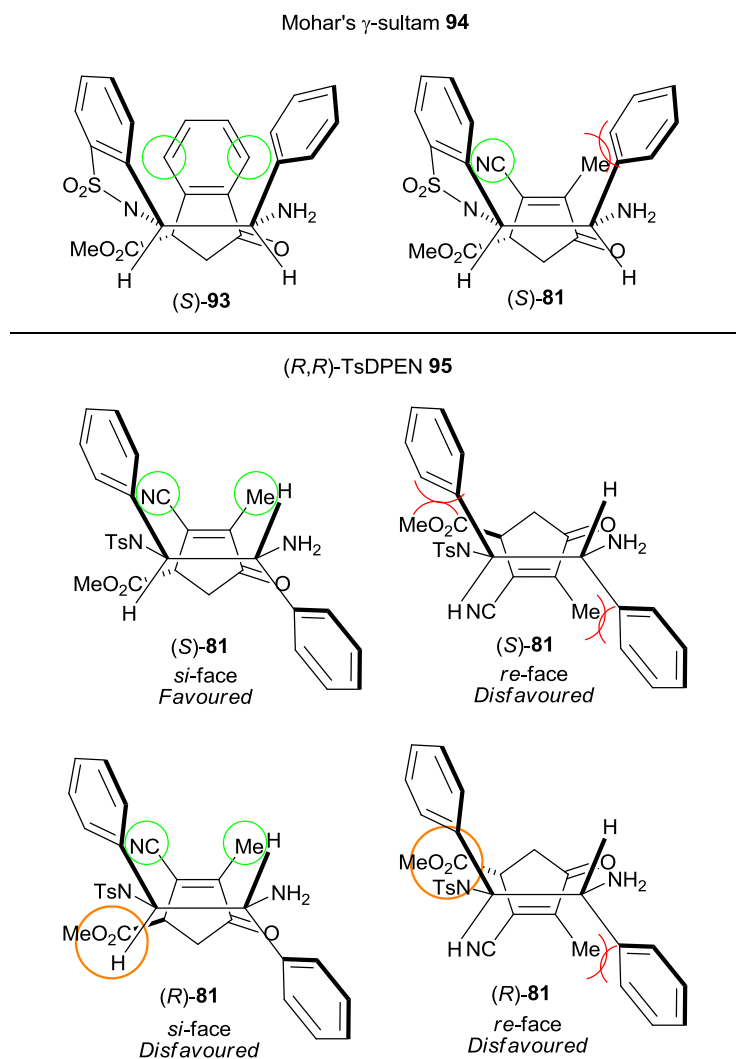 Mohar's γ-sultam 94
NC
Me
O2S
N
NH2
MeO2C
O
H
H
(S)-93
O2S
N
NH2
MeO2C
O
H
H
(S)-81
(R,R)-TsDPEN 95
NC
Me
H
TsN
NH2
MeO2C
O
H
(S)-81
si-face
Favoured
H
MeO2C
O
TsN
NH2
H
NC
Me
(S)-81
re-face
Disfavoured
NC
Me
H
TsN
NH2
MeO2C
O
H
(R)-81
si-face
Disfavoured
H
MeO2C
O
TsN
NH2
H
NC
Me
(R)-81
re-face
Disfavoured